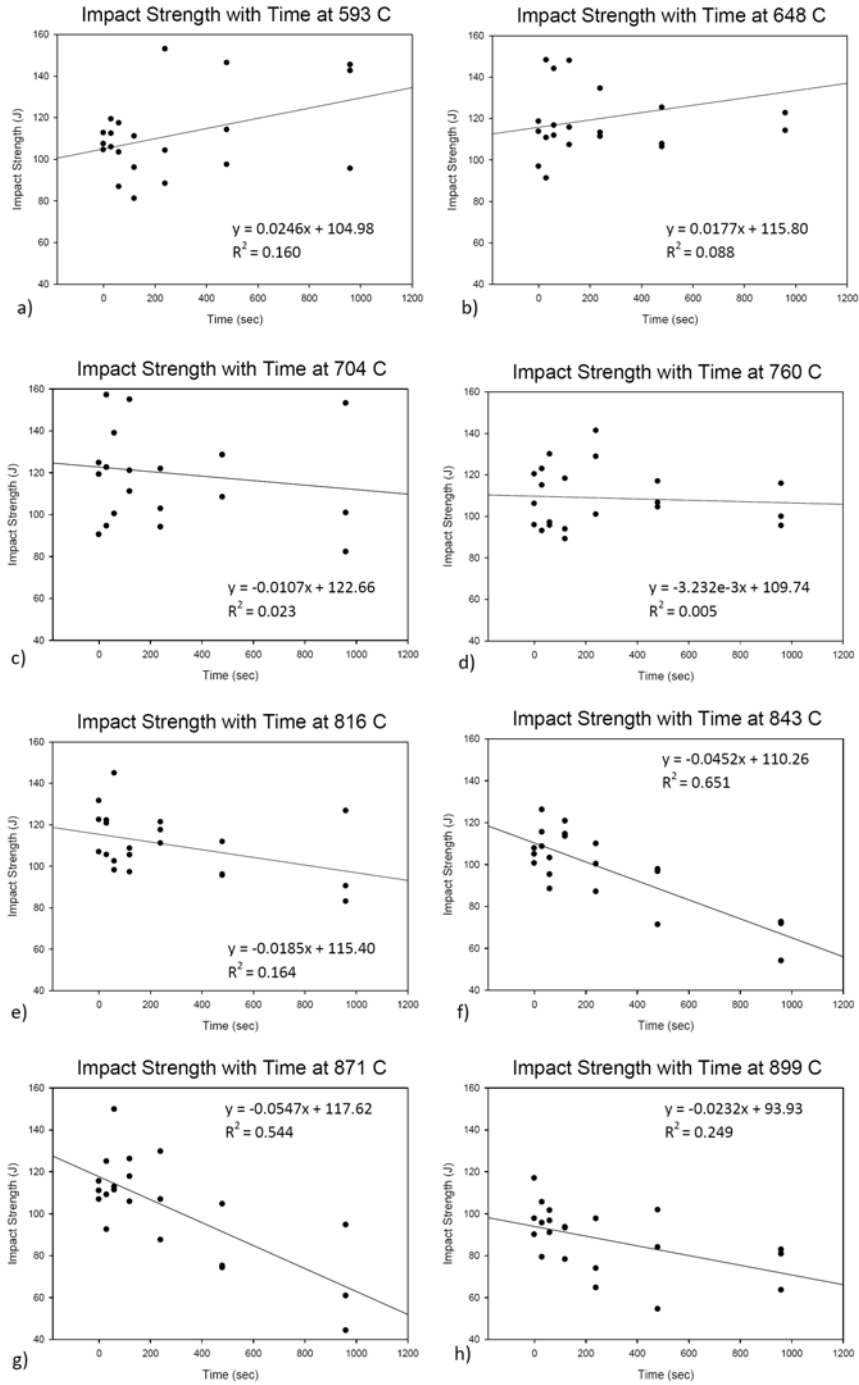 Impact Strength with Time at 593 C
160
140
120
100
80
60
40
Impact Strength (J)
y = 0.0246x + 104.98
R² = 0.160
0 200 400 600 800 1000 1200
Time (sec)
a)
Impact Strength with Time at 648 C
160
140
120
100
80
60
40
Impact Strength (J)
y = 0.0177x + 115.80
R² = 0.088
0 200 400 600 800 1000 1200
Time (sec)
b)
Impact Strength with Time at 704 C
160
140
120
100
80
60
40
Impact Strength (J)
y = -0.0107x + 122.66
R² = 0.023
0 200 400 600 800 1000 1200
Time (sec)
c)
Impact Strength with Time at 760 C
160
140
120
100
80
60
40
Impact Strength (J)
y = -3.232e-3x + 109.74
R² = 0.005
0 200 400 600 800 1000 1200
Time (sec)
d)
Impact Strength with Time at 816 C
160
140
120
100
80
60
40
Impact Strength (J)
y = -0.0185x + 115.40
R² = 0.164
0 200 400 600 800 1000 1200
Time (sec)
e)
Impact Strength with Time at 843 C
160
140
120
100
80
60
40
Impact Strength (J)
y = -0.0452x + 110.26
R² = 0.651
0 200 400 600 800 1000 1200
Time (sec)
f)
Impact Strength with Time at 871 C
160
140
120
100
80
60
40
Impact Strength (J)
y = -0.0547x + 117.62
R² = 0.544
0 200 400 600 800 1000 1200
Time (sec)
g)
Impact Strength with Time at 899 C
160
140
120
100
80
60
40
Impact Strength (J)
y = -0.0232x + 93.93
R² = 0.249
0 200 400 600 800 1000 1200
Time (sec)
h)